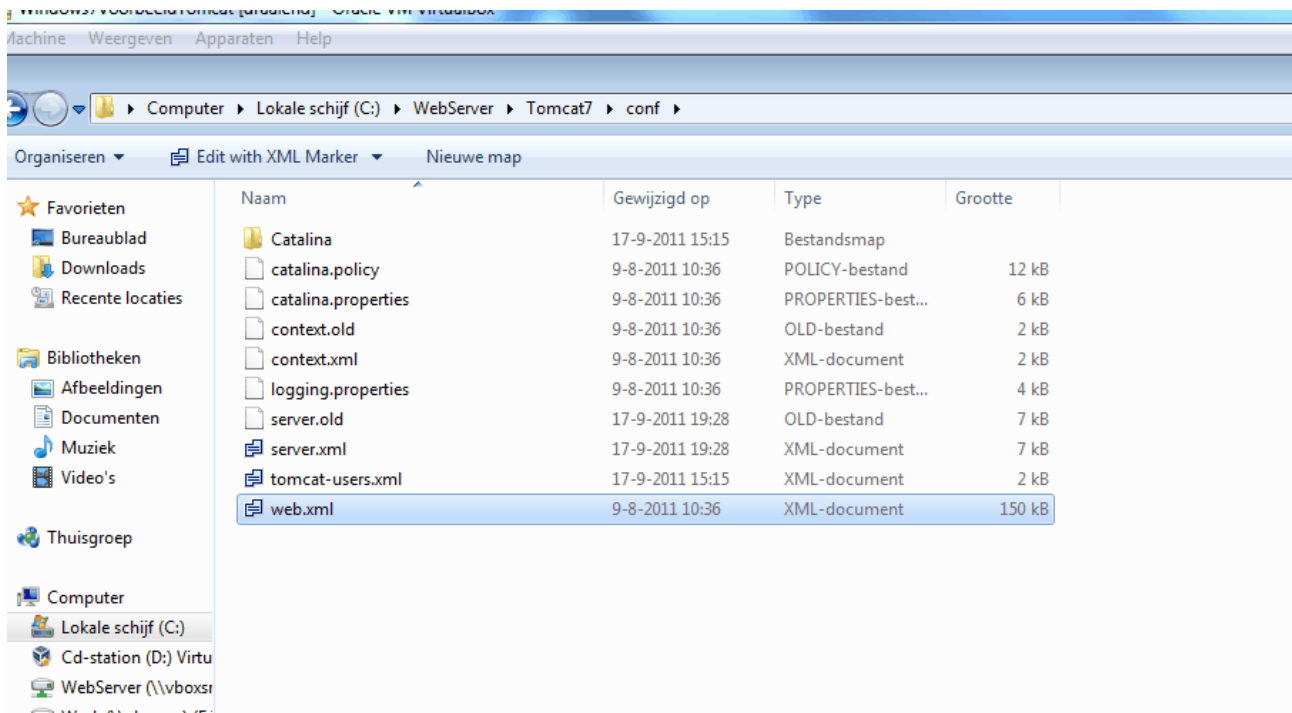 Machine Weergeven Apparaten Help
Computer Lokale schijf (C:) WebServer Tomcat7 conf
Organiseren Edit with XML Marker Nieuwe map
Naam Gewijzigd op Type Grootte
Favorieten
Bureaublad
Downloads
Recente locaties
Bibliotheken
Afbeeldingen
Documenten
Muziek
Video's
Thuisgroep
Computer
Lokale schijf (C:)
Cd-station (D:) Virtu
WebServer (\\vboxsr
Catalina 17-9-2011 15:15 Bestandsmap
catalina.policy 9-8-2011 10:36 POLICY-bestand 12 kB
catalina.properties 9-8-2011 10:36 PROPERTIES-best... 6 kB
context.old 9-8-2011 10:36 OLD-bestand 2 kB
context.xml 9-8-2011 10:36 XML-document 2 kB
logging.properties 9-8-2011 10:36 PROPERTIES-best... 4 kB
server.old 17-9-2011 19:28 OLD-bestand 7 kB
server.xml 17-9-2011 19:28 XML-document 7 kB
tomcat-users.xml 17-9-2011 15:15 XML-document 2 kB
web.xml 9-8-2011 10:36 XML-document 150 kB